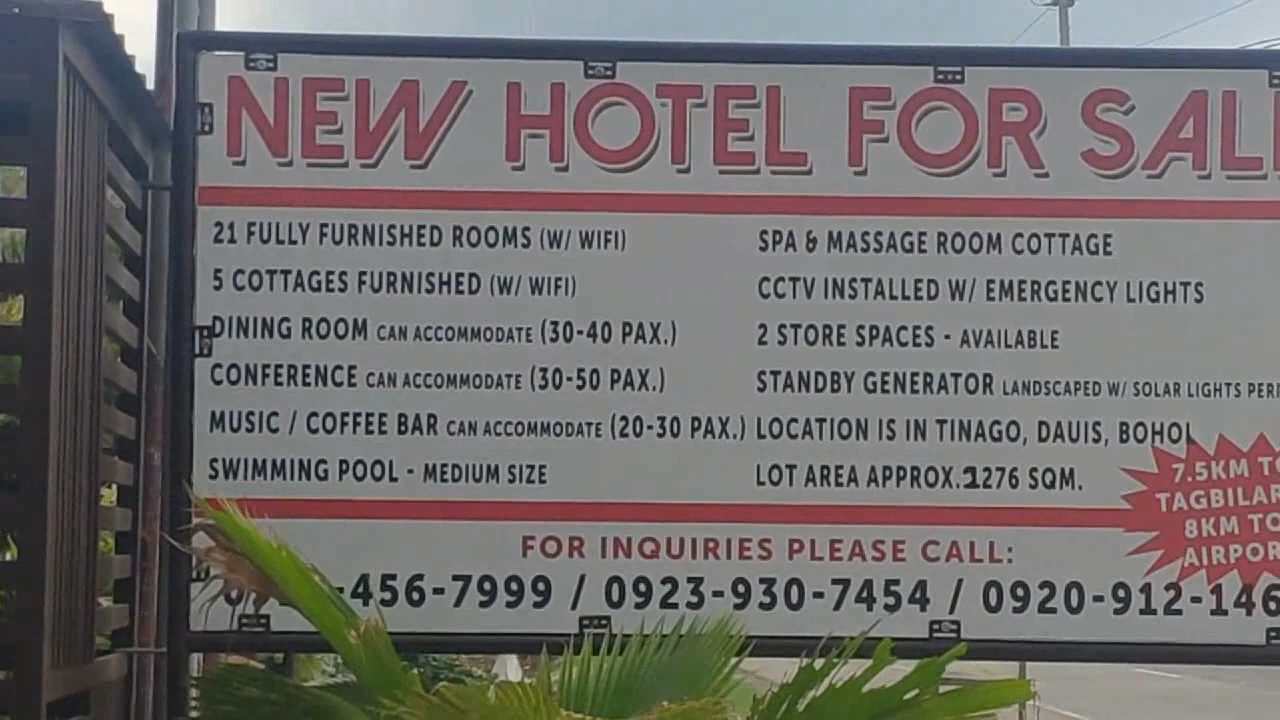 NEW HOTEL FOR SAL
21 FULLY FURNISHED ROOMS (W/ WIFI)
5 COTTAGES FURNISHED (W/ WIFI)
DINING ROOM CAN ACCOMMODATE (30-40 PAX.)
CONFERENCE CAN ACCOMMODATE (30-50 PAX.)
MUSIC / COFFEE BAR CAN ACCOMMODATE (20-30 PAX.)
SWIMMING POOL - MEDIUM SIZE
SPA & MASSAGE ROOM COTTAGE
CCTV INSTALLED W/ EMERGENCY LIGHTS
2 STORE SPACES - AVAILABLE
STANDBY GENERATOR LANDSCAPED W/ SOLAR LIGHTS PERI
LOCATION IS IN TINAGO, DAUIS, BOHOL
LOT AREA APPROX. 2276 SQM.
7.5KM TO
TAGBILAR
8KM TO
AIRPOR
FOR INQUIRIES PLEASE CALL:
-456-7999 / 0923-930-7454 / 0920-912-146